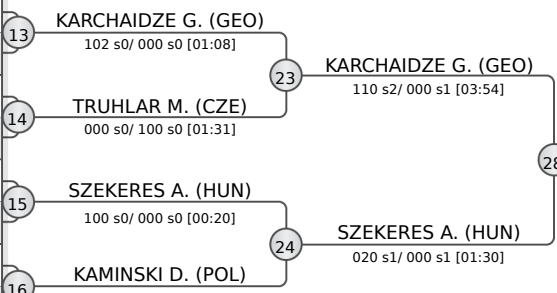 KARCHAIDZE G. (GEO)
13
102 s0/ 000 s0 [01:08]
23
KARCHAIDZE G. (GEO)
110 s2/ 000 s1 [03:54]
TRUHLAR M. (CZE)
14
000 s0/ 100 s0 [01:31]
28
SZEKERES A. (HUN)
15
100 s0/ 000 s0 [00:20]
24
SZEKERES A. (HUN)
020 s1/ 000 s1 [01:30]
KAMINSKI D. (POL)
16